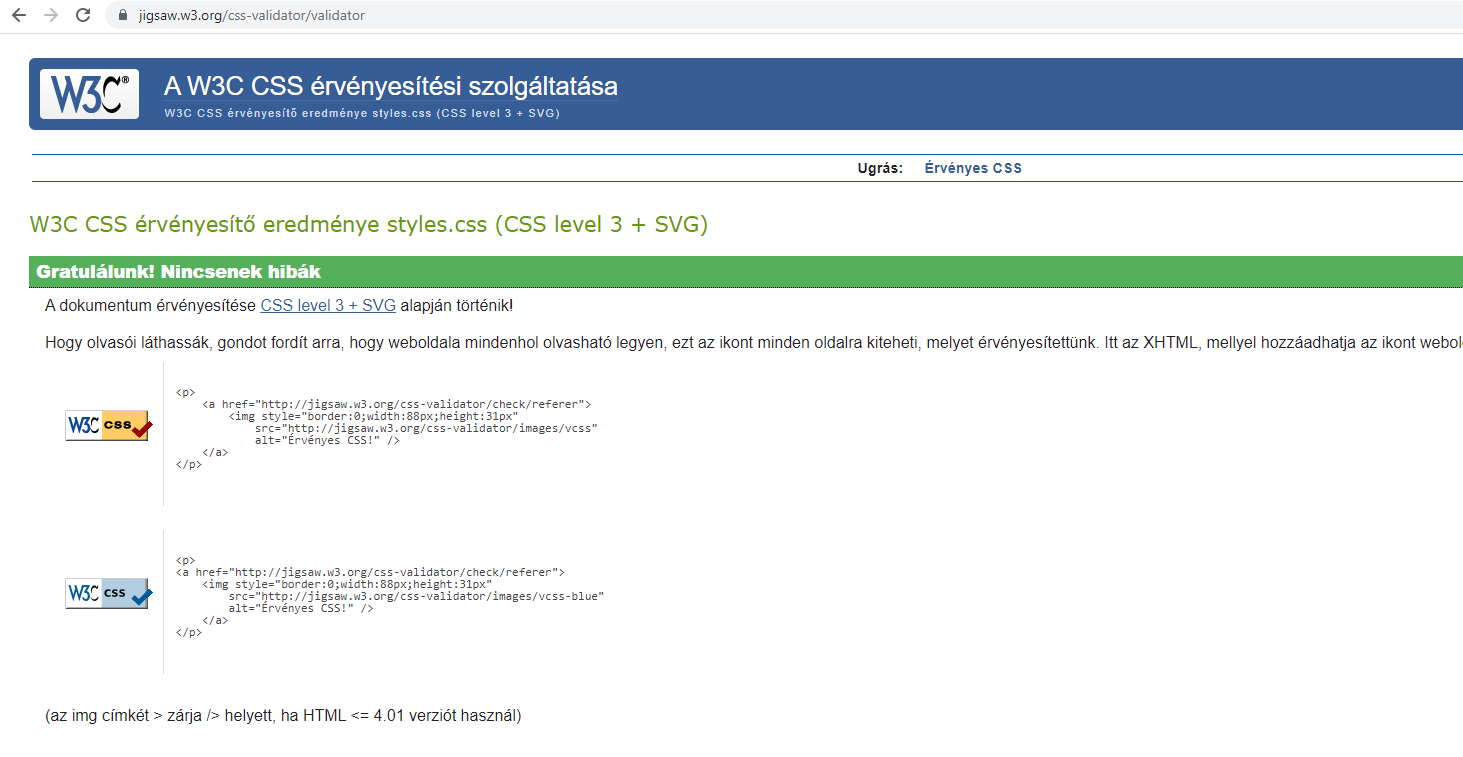 jigsaw.w3.org/css-validator/validator
W3C® A W3C CSS érvényesítési szolgáltatása
W3C CSS érvényesítő eredménye styles.css (CSS level 3 + SVG)
Ugrás: Érvényes CSS
W3C CSS érvényesítő eredménye styles.css (CSS level 3 + SVG)
Gratulálunk! Nincsenek hibák
A dokumentum érvényesítése CSS level 3 + SVG alapján történik!
Hogy olvasói láthassák, gondot fordít arra, hogy weboldala mindenhol olvasható legyen, ezt az ikont minden oldalra kiteheti, melyet érvényesítettünk. Itt az XHTML, mellyel hozzáadhatja az ikont
<p>
<a href="http://jigsaw.w3.org/css-validator/check/referer">
<img style="border:0;width:88px;height:31px"
W3C css
src="http://jigsaw.w3.org/css-validator/images/vcss"
alt="Érvényes CSS!" />
</a>
</p>
<p>
<a href="http://jigsaw.w3.org/css-validator/check/referer">
<img style="border:0;width:88px;height:31px"
W3C css
src="http://jigsaw.w3.org/css-validator/images/vcss-blue"
alt="Érvényes CSS!" />
</a>
</p>
(az img címkét > zárja /> helyett, ha HTML <= 4.01 verziót használ)